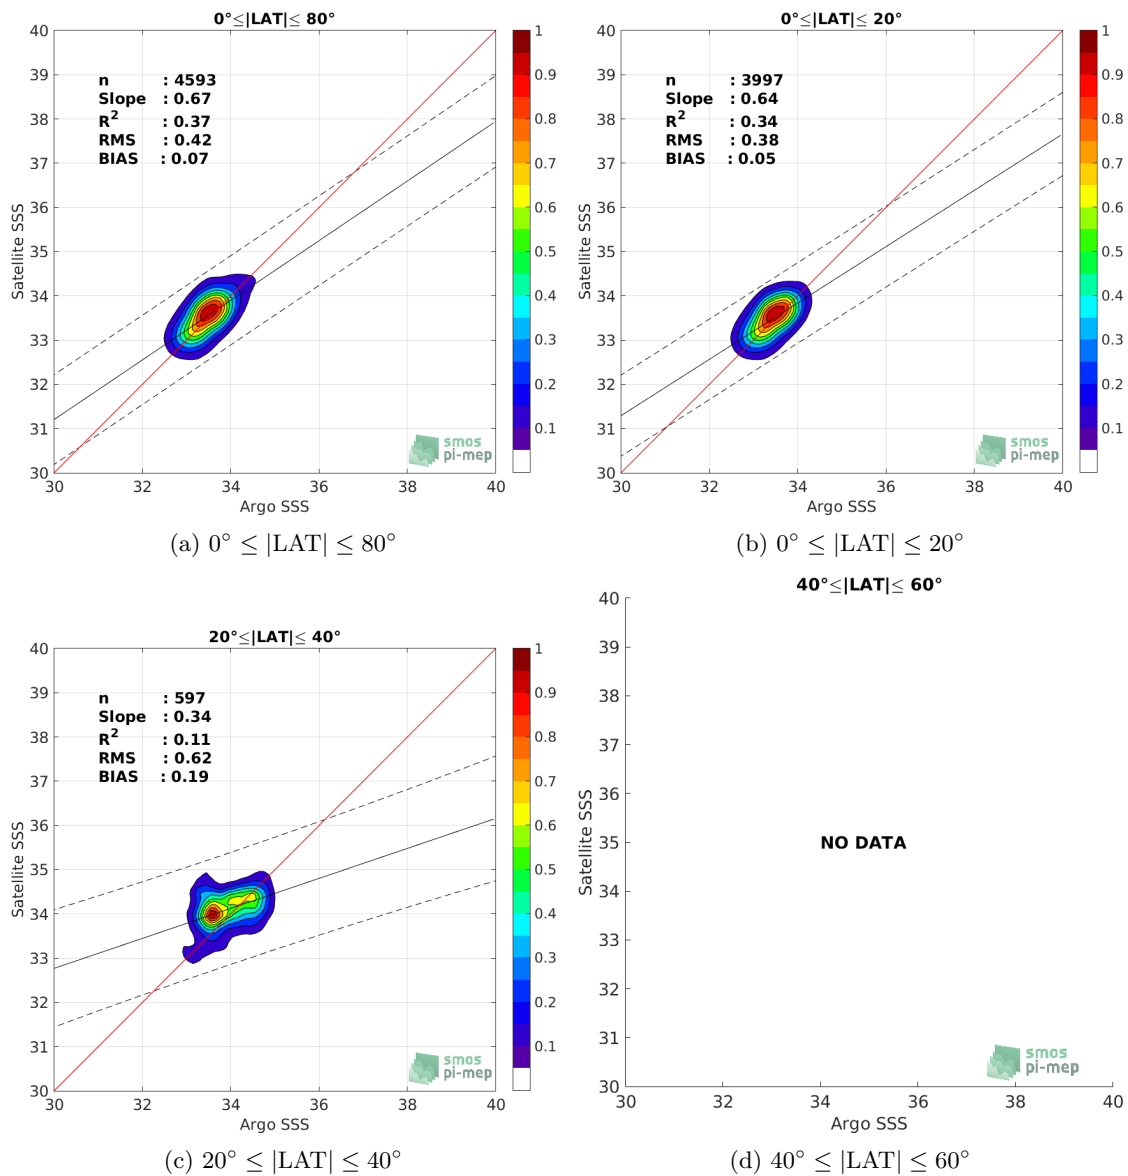 0°≤|LAT|≤ 80°
40
39
38
37
36
35
34
33
32
31
30
Satellite SSS
n : 4593
Slope : 0.67
R² : 0.37
RMS : 0.42
BIAS : 0.07
smos
pi-mep
30 32 34 36 38 40
Argo SSS
1
0.9
0.8
0.7
0.6
0.5
0.4
0.3
0.2
0.1
(a) 0° ≤ |LAT| ≤ 80°
0°≤|LAT|≤ 20°
40
39
38
37
36
35
34
33
32
31
30
Satellite SSS
n : 3997
Slope : 0.64
R² : 0.34
RMS : 0.38
BIAS : 0.05
smos
pi-mep
30 32 34 36 38 40
Argo SSS
1
0.9
0.8
0.7
0.6
0.5
0.4
0.3
0.2
0.1
(b) 0° ≤ |LAT| ≤ 20°
20°≤|LAT|≤ 40°
40
39
38
37
36
35
34
33
32
31
30
Satellite SSS
n : 597
Slope : 0.34
R² : 0.11
RMS : 0.62
BIAS : 0.19
smos
pi-mep
30 32 34 36 38 40
Argo SSS
1
0.9
0.8
0.7
0.6
0.5
0.4
0.3
0.2
0.1
(c) 20° ≤ |LAT| ≤ 40°
40°≤|LAT|≤ 60°
40
39
38
37
36
35
34
33
32
31
30
Satellite SSS
NO DATA
smos
pi-mep
30 32 34 36 38 40
Argo SSS
(d) 40° ≤ |LAT| ≤ 60°